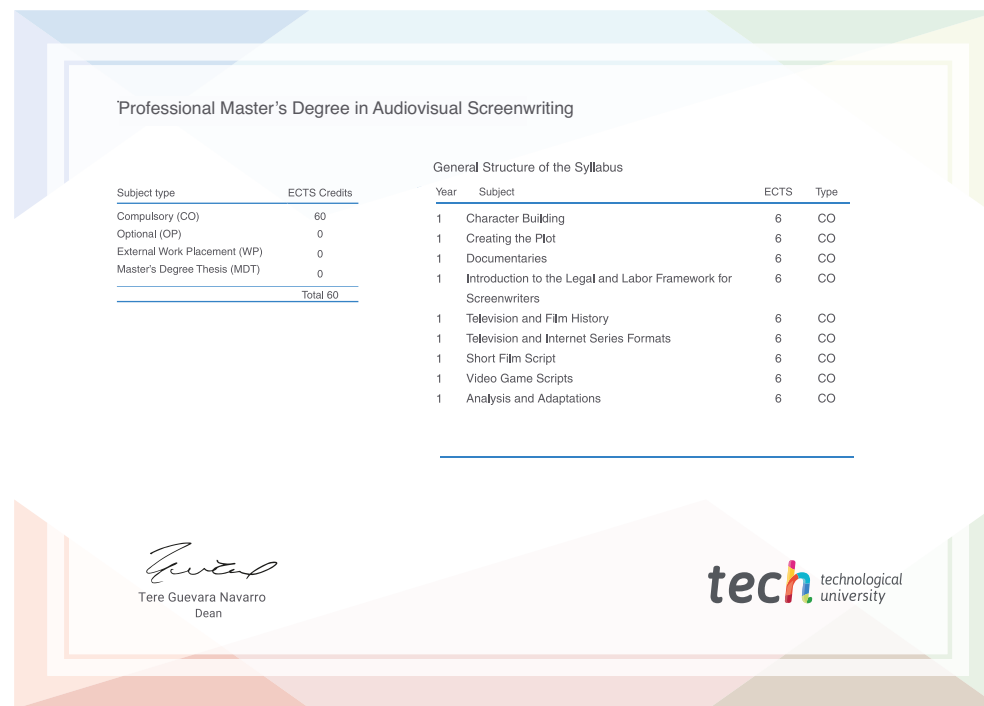 Professional Master's Degree in Audiovisual Screenwriting
Subject type ECTS Credits
Compulsory (CO) 60
Optional (OP) 0
External Work Placement (WP) 0
Master's Degree Thesis (MDT) 0
Total 60
General Structure of the Syllabus
Year Subject ECTS Type
1 Character Building 6 CO
1 Creating the Plot 6 CO
1 Documentaries 6 CO
1 Introduction to the Legal and Labor Framework for 6 CO
Screenwriters
1 Television and Film History 6 CO
1 Television and Internet Series Formats 6 CO
1 Short Film Script 6 CO
1 Video Game Scripts 6 CO
1 Analysis and Adaptations 6 CO
Tere Guevara Navarro
Dean
tech technological
university